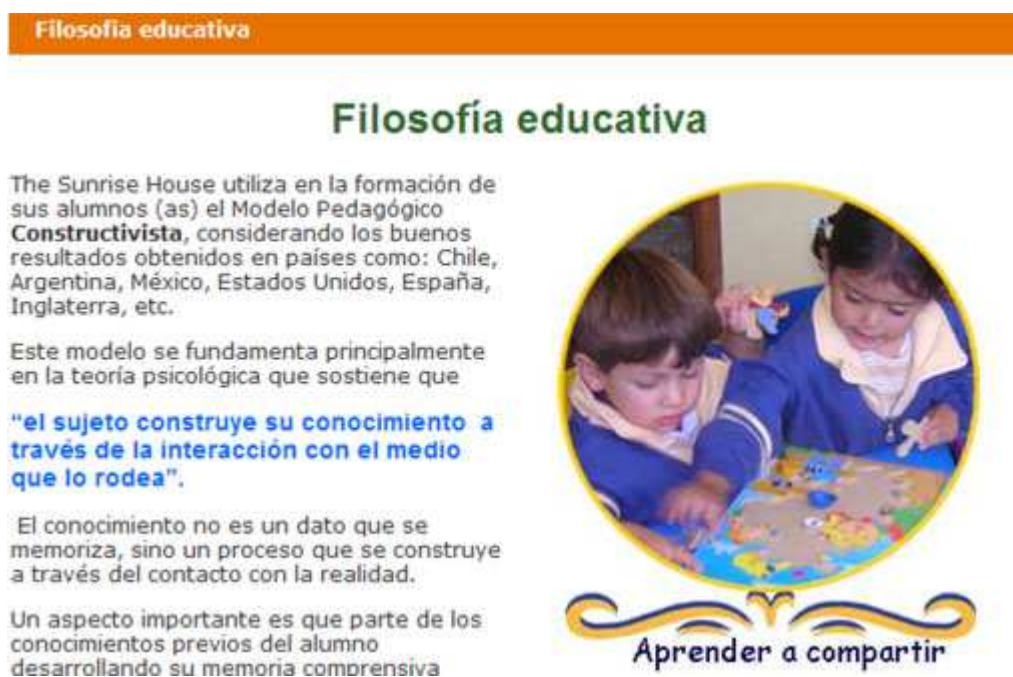 Filosofia educativa
Filosofía educativa
The Sunrise House utiliza en la formación de
sus alumnos (as) el Modelo Pedagógico
Constructivista, considerando los buenos
resultados obtenidos en países como: Chile,
Argentina, México, Estados Unidos, España,
Inglaterra, etc.
Este modelo se fundamenta principalmente
en la teoría psicológica que sostiene que
“el sujeto construye su conocimiento a
través de la interacción con el medio
que lo rodea”.
El conocimiento no es un dato que se
memoriza, sino un proceso que se construye
a través del contacto con la realidad.
Un aspecto importante es que parte de los
conocimientos previos del alumno
desarrollando su memoria comprensiva
Aprender a compartir